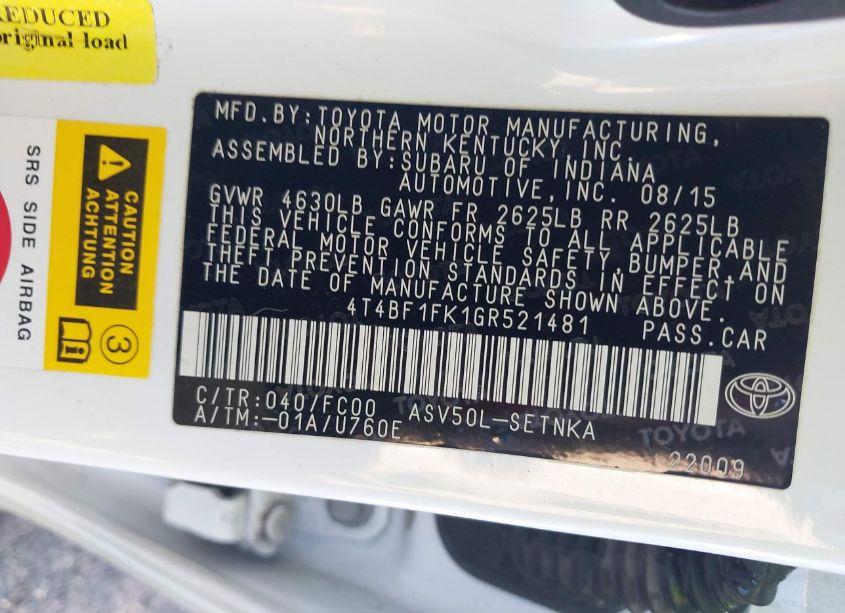 REDUCED
original load
SRS SIDE AIRBAG
CAUTION
ATTENTION
ACHTUNG
3
MFD.BY:TOYOTA MOTOR MANUFACTURING,
NORTHERN KENTUCKY,INC.
ASSEMBLED BY:SUBARU OF INDIANA
AUTOMOTIVE,INC. 08/15
GVWR 4630LB GAWR FR 2625LB RR 2625LB
THIS VEHICLE CONFORMS TO ALL APPLICABLE
FEDERAL MOTOR VEHICLE SAFETY,BUMPER,AND
THEFT PREVENTION STANDARDS IN EFFECT ON
THE DATE OF MANUFACTURE SHOWN ABOVE.
4T4BF1FK1GR521481 PASS.CAR
C/TR:040/FC00 ASV50L-SETNKA
A/TM:-01A/U760E
TOYOTA
22009